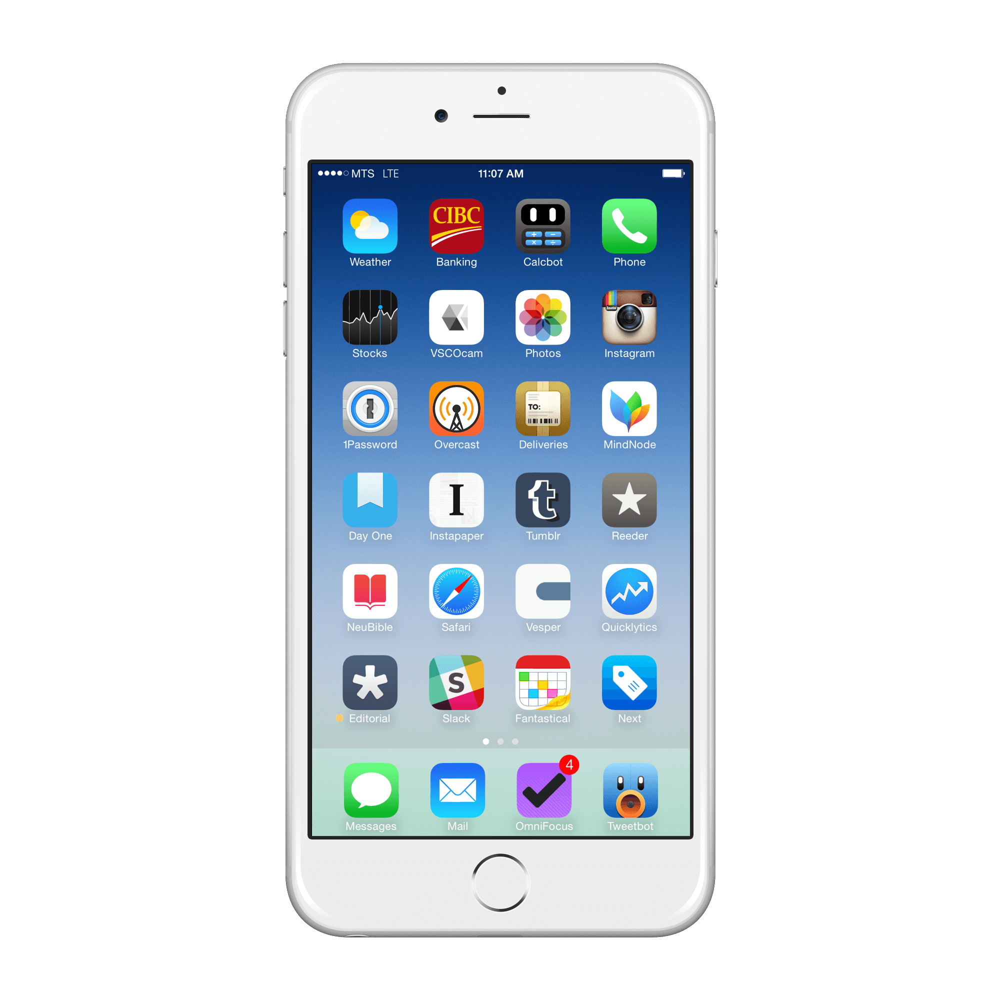 MTS LTE 11:07 AM
CIBC
Weather Banking Calcbot Phone
Insta
Stocks VSCOcam Photos Instagram
TO:
1Password Overcast Deliveries MindNode
I t
Day One Instapaper Tumblr Reeder
NeuBible Safari Vesper Quicklytics
S
Editorial Slack Fantastical Next
4
Messages Mail OmniFocus Tweetbot